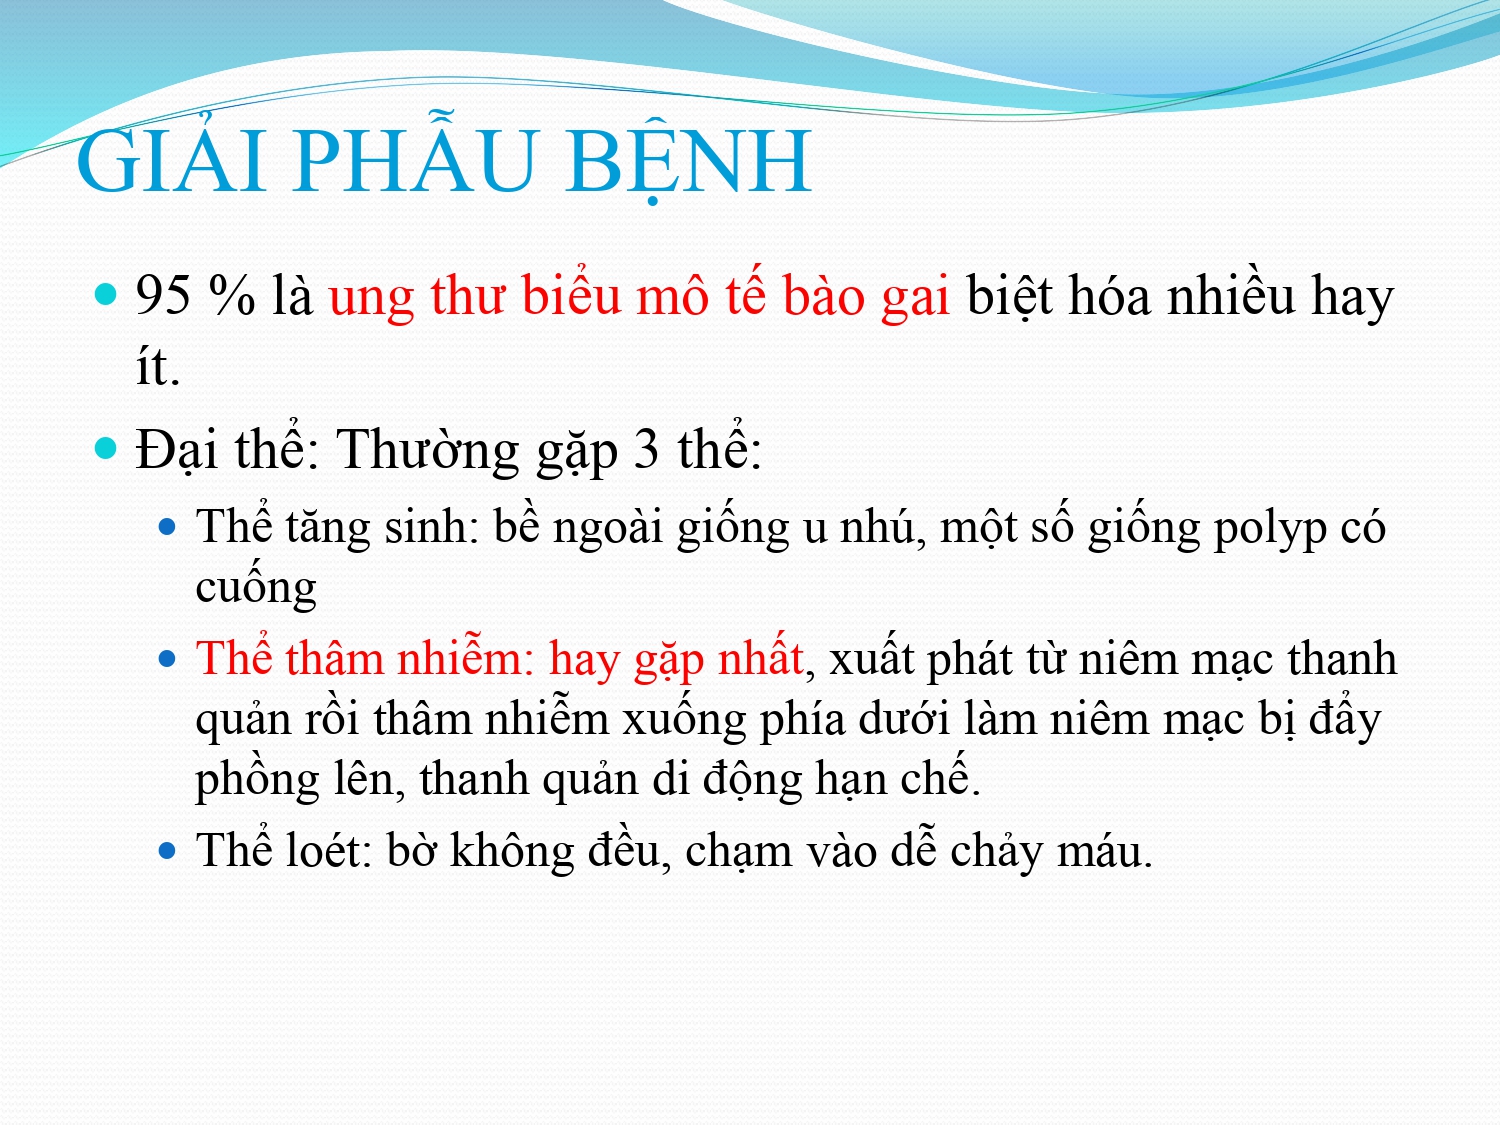 GIẢI PHẪU BỆNH
95 % là ung thư biểu mô tế bào gai biệt hóa nhiều hay
ít.
Đại thể: Thường gặp 3 thể:
Thể tăng sinh: bề ngoài giống u nhú, một số giống polyp có
cuống
Thể thâm nhiễm: hay gặp nhất, xuất phát từ niêm mạc thanh
quản rồi thâm nhiễm xuống phía dưới làm niêm mạc bị đẩy
phồng lên, thanh quản di động hạn chế.
Thể loét: bờ không đều, chạm vào dễ chảy máu.